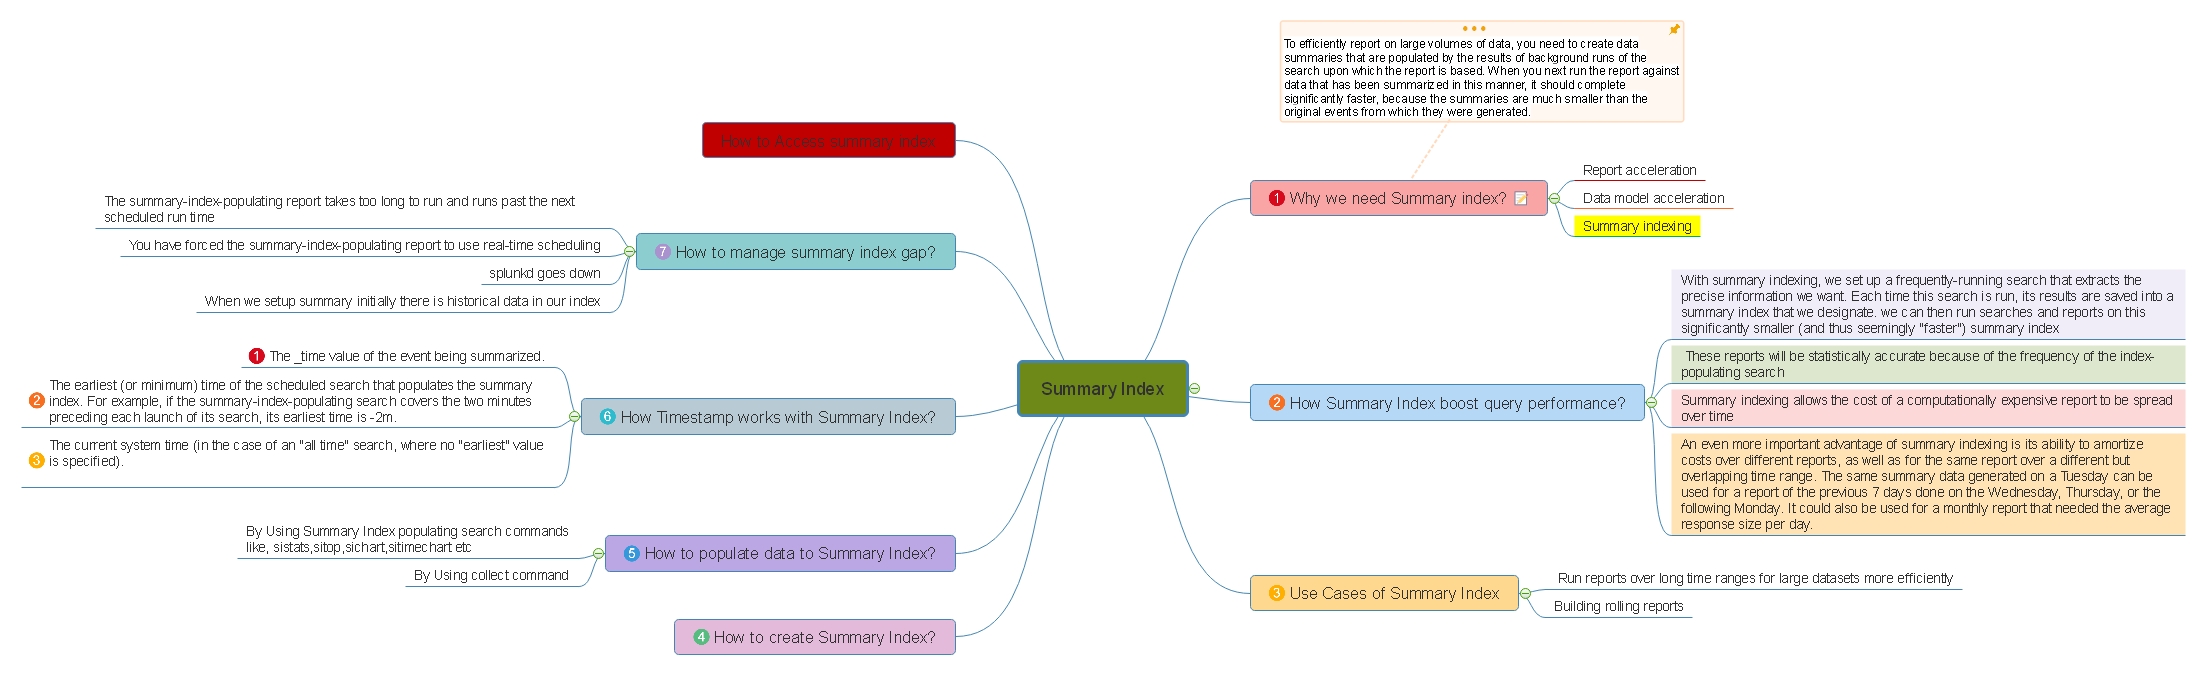 To efficiently report on large volumes of data, you need to create data
summaries that are populated by the results of background runs of the
search upon which the report is based. When you next run the report against
data that has been summarized in this manner, it should complete
significantly faster, because the summaries are much smaller than the
original events from which they were generated.
Summary Index
1 Why we need Summary index?
Report acceleration
Data model acceleration
Summary indexing
2 How Summary Index boost query performance?
With summary indexing, we set up a frequently-running search that extracts the
precise information we want. Each time this search is run, its results are saved into a
summary index that we designate. we can then run searches and reports on this
significantly smaller (and thus seemingly "faster") summary index
These reports will be statistically accurate because of the frequency of the index-
populating search
Summary indexing allows the cost of a computationally expensive report to be spread
over time
An even more important advantage of summary indexing is its ability to amortize
costs over different reports, as well as for the same report over a different but
overlapping time range. The same summary data generated on a Tuesday can be
used for a report of the previous 7 days done on the Wednesday, Thursday, or the
following Monday. It could also be used for a monthly report that needed the average
response size per day.
3 Use Cases of Summary Index
Run reports over long time ranges for large datasets more efficiently
Building rolling reports
4 How to create Summary Index?
5 How to populate data to Summary Index?
By Using Summary Index populating search commands
like, sistats,sitop,sichart,sitimechart etc
By Using collect command
6 How Timestamp works with Summary Index?
1 The _time value of the event being summarized.
2 The earliest (or minimum) time of the scheduled search that populates the summary
index. For example, if the summary-index-populating search covers the two minutes
preceding each launch of its search, its earliest time is -2m.
3 The current system time (in the case of an "all time" search, where no "earliest" value
is specified).
7 How to manage summary index gap?
The summary-index-populating report takes too long to run and runs past the next
scheduled run time
You have forced the summary-index-populating report to use real-time scheduling
splunkd goes down
When we setup summary initially there is historical data in our index
How to Access summary index